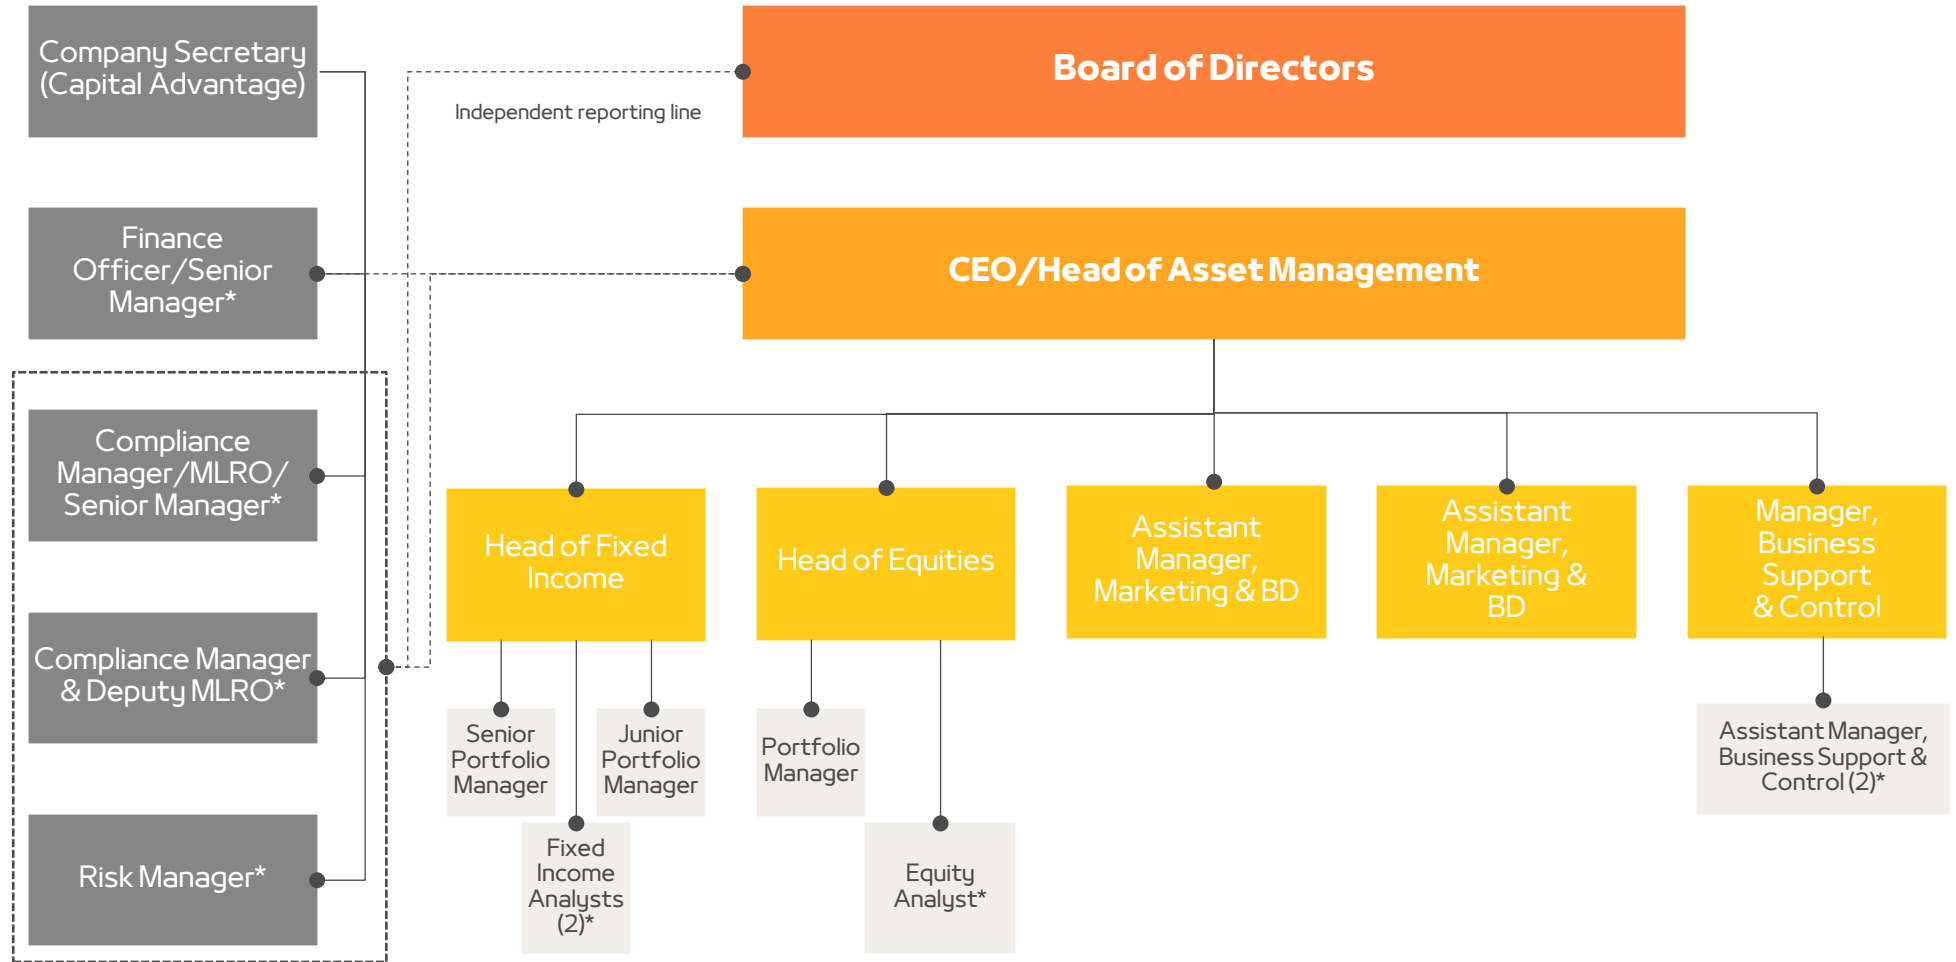 Company Secretary
(Capital Advantage)
Board of Directors
Independent reporting line
Finance
Officer/Senior
Manager*
CEO/Head of Asset Management
Compliance
Manager/MLRO/
Senior Manager*
Compliance Manager
& Deputy MLRO*
Risk Manager*
Head of Fixed
Income
Head of Equities
Assistant
Manager,
Marketing & BD
Assistant
Manager,
Marketing &
BD
Manager,
Business
Support
& Control
Senior
Portfolio
Manager
Junior
Portfolio
Manager
Portfolio
Manager
Assistant Manager,
Business Support &
Control (2)*
Fixed
Income
Analysts
(2)*
Equity
Analyst*